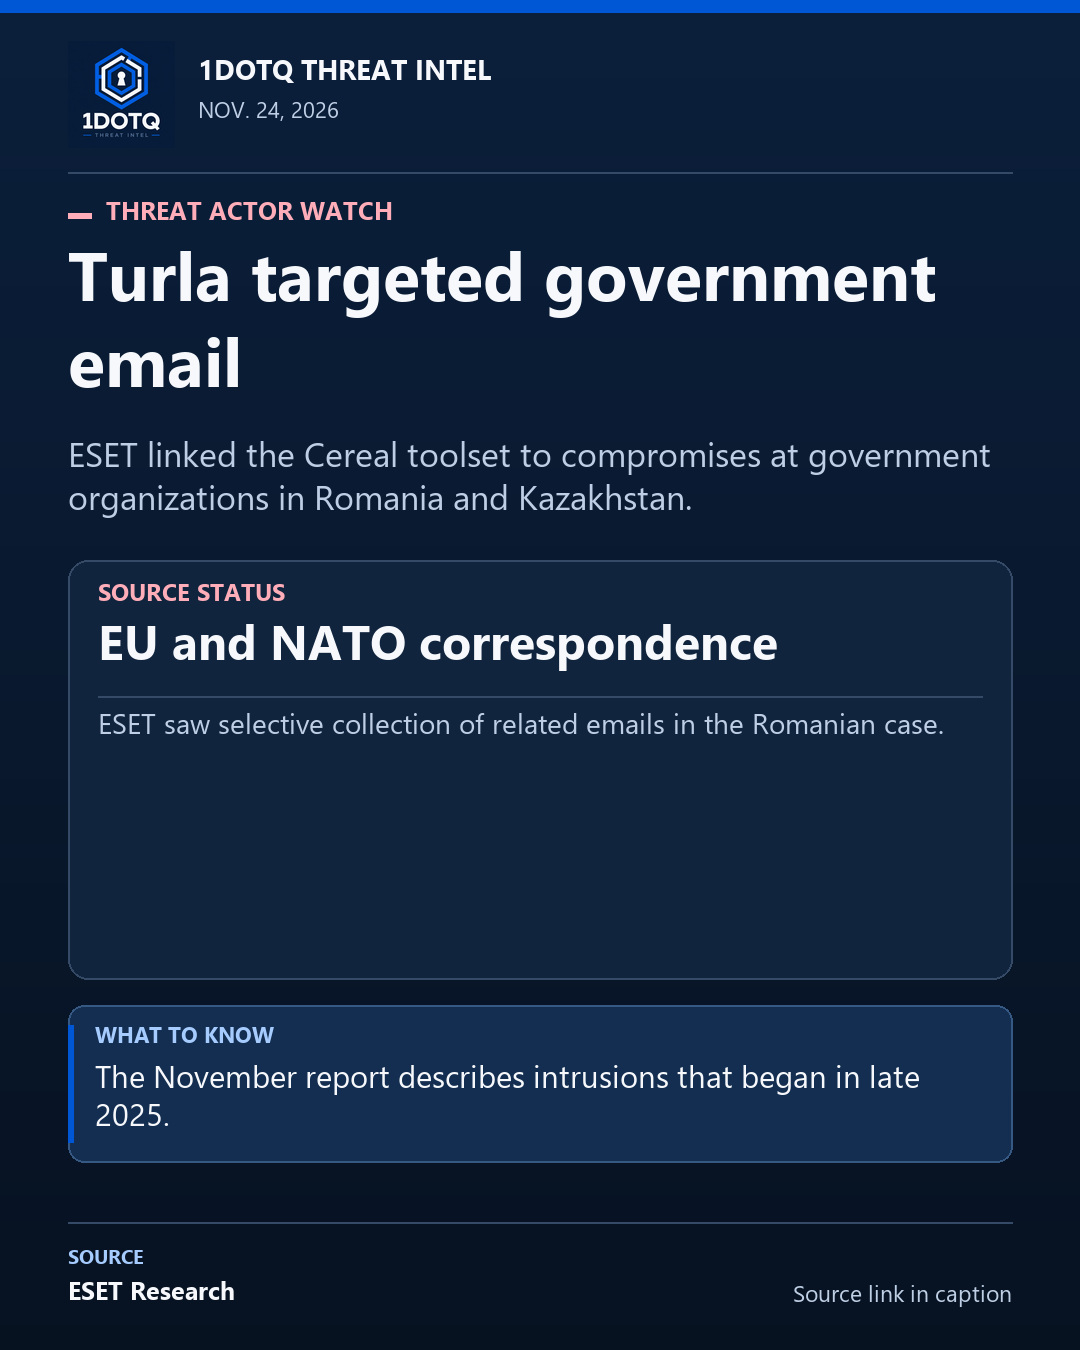 1DOTQ
THREAT INTEL
1DOTQ THREAT INTEL
NOV. 24, 2026
THREAT ACTOR WATCH
Turla targeted government
email
ESET linked the Cereal toolset to compromises at government
organizations in Romania and Kazakhstan.
SOURCE STATUS
EU and NATO correspondence
ESET saw selective collection of related emails in the Romanian case.
WHAT TO KNOW
The November report describes intrusions that began in late
2025.
SOURCE
ESET Research
Source link in caption